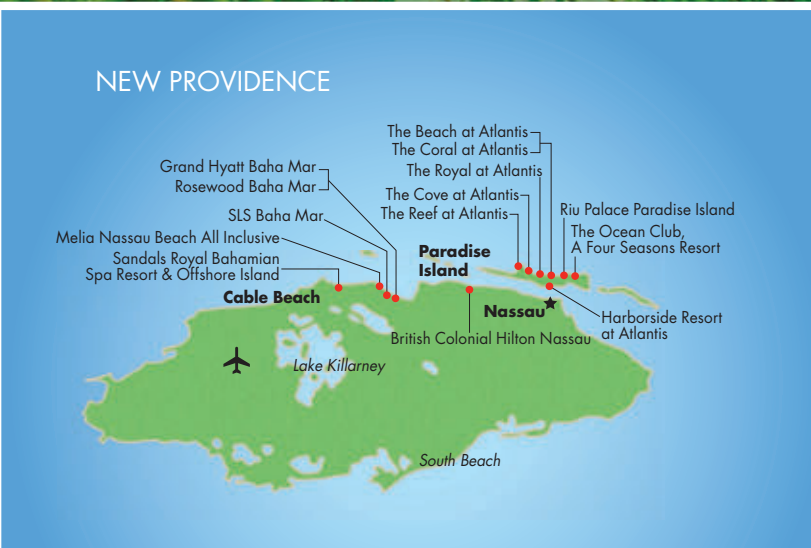 NEW PROVIDENCE
The Beach at Atlantis
The Coral at Atlantis
The Royal at Atlantis
The Cove at Atlantis
The Reef at Atlantis
Grand Hyatt Baha Mar
Rosewood Baha Mar
SLS Baha Mar
Melia Nassau Beach All Inclusive
Sandals Royal Bahamian
Spa Resort & Offshore Island
Riu Palace Paradise Island
The Ocean Club,
A Four Seasons Resort
Paradise
Island
Cable Beach
Nassau
Harborside Resort
at Atlantis
British Colonial Hilton Nassau
Lake Killarney
South Beach